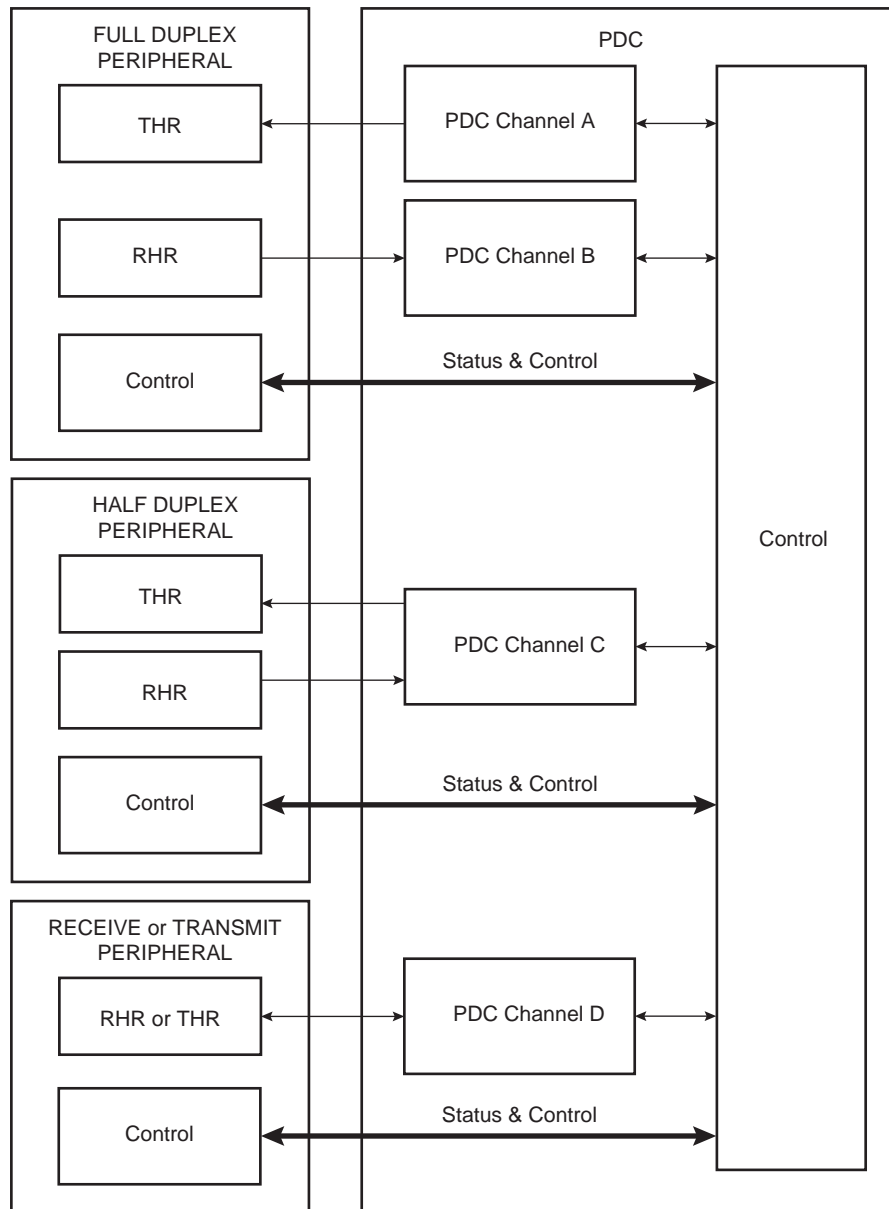 FULL DUPLEX
PERIPHERAL
THR
RHR
Control
HALF DUPLEX
PERIPHERAL
THR
RHR
Control
RECEIVE or TRANSMIT
PERIPHERAL
RHR or THR
Control
PDC
PDC Channel A
PDC Channel B
Status & Control
PDC Channel C
Status & Control
PDC Channel D
Status & Control
Control